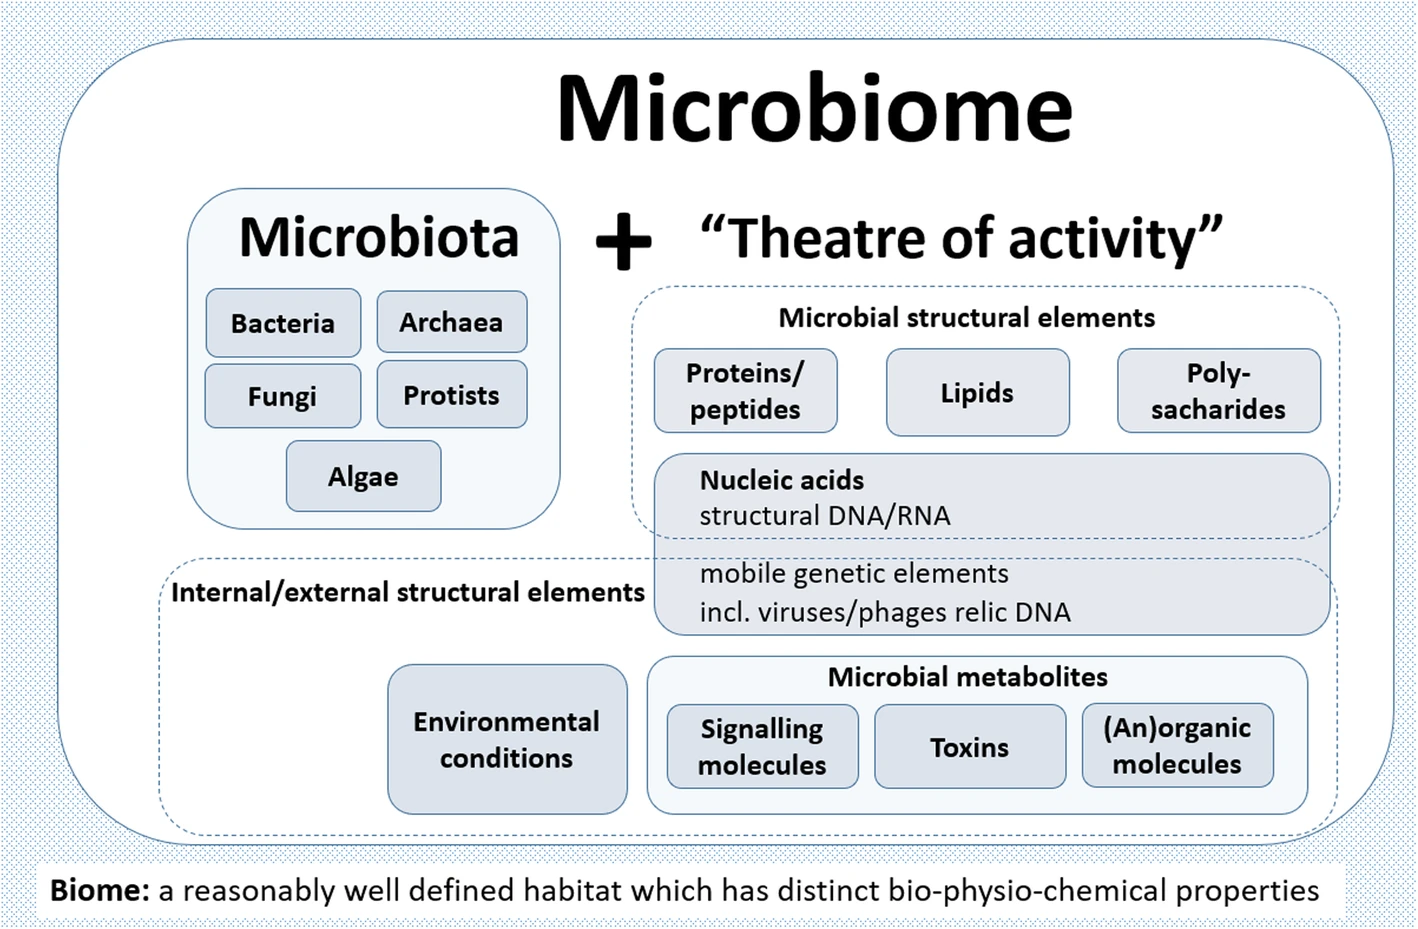 Microbiome
Microbiota + “Theatre of activity”
Bacteria
Archaea
Fungi
Protists
Algae
Microbial structural elements
Proteins/
peptides
Lipids
Poly-
sacharides
Nucleic acids
structural DNA/RNA
mobile genetic elements
incl. viruses/phages relic DNA
Internal/external structural elements
Environmental
conditions
Microbial metabolites
Signalling
molecules
Toxins
(An)organic
molecules
Biome: a reasonably well defined habitat which has distinct bio-physio-chemical properties